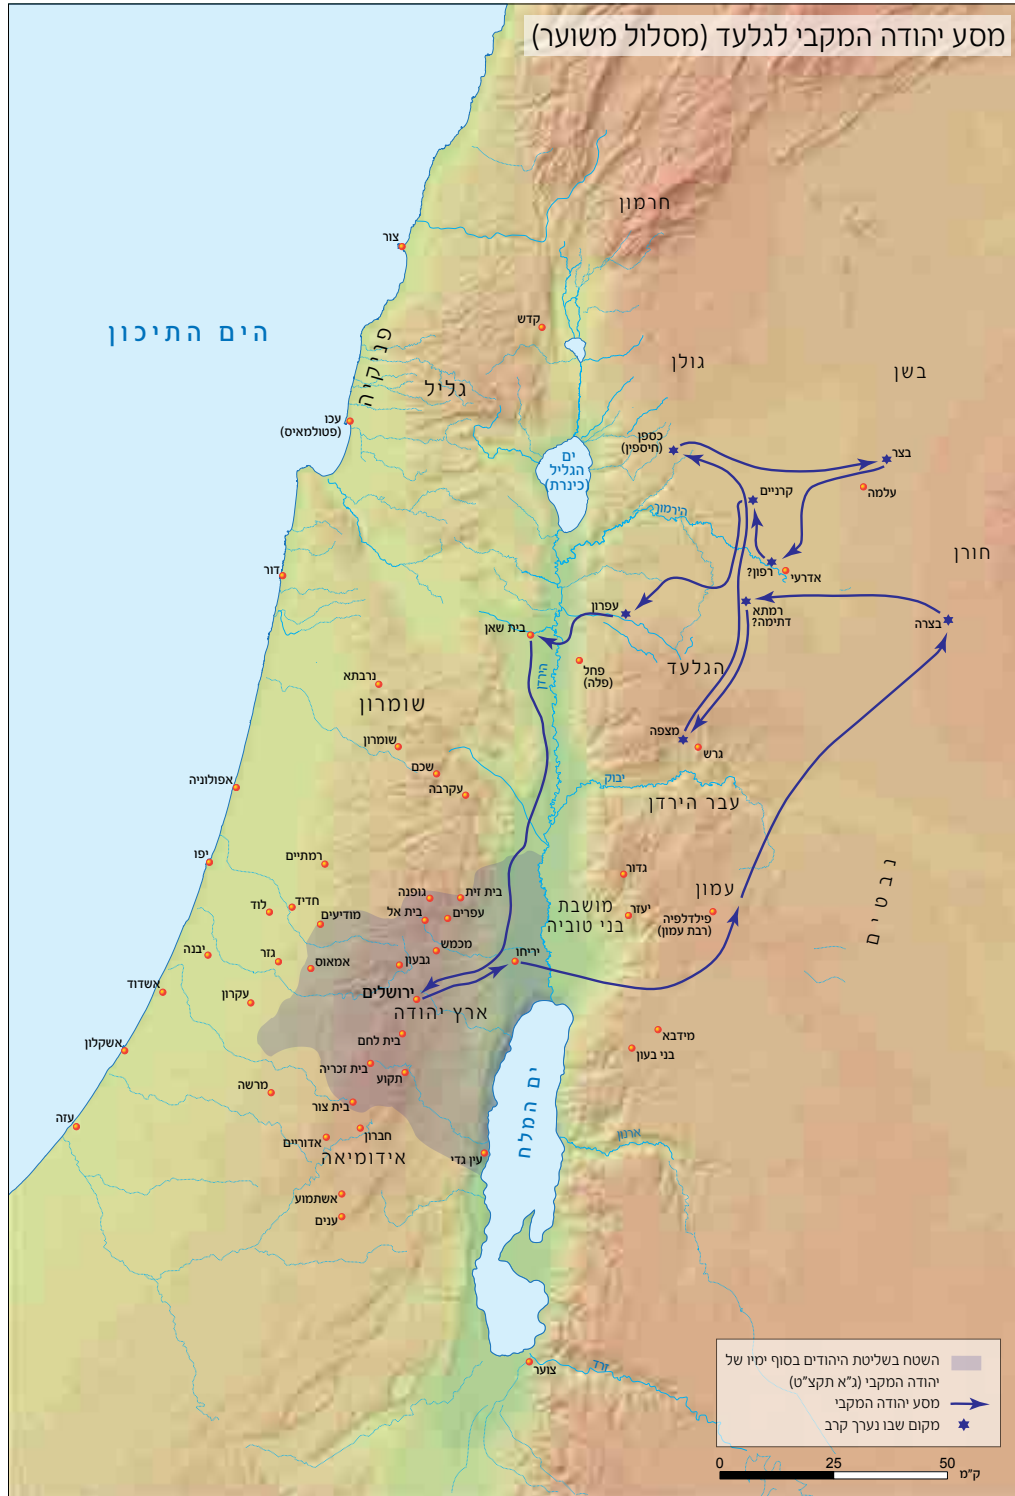 מסע יהודה המקבי לגלעד (מסלול משוער)
חרמון
צור
הים התיכון
פניקיה
קדש
גולן
בשן
גליל
עכו
(פטולמאיס)
ים
הגליל
(כינרת)
כספן
(חיספין)
בצר
עלמה
קרניים
הירמוך
חורן
רפון?
אדרעי
דור
רמתא
דתימה?
עפרון
בצרה
בית שאן
הירדן
פחל
(פלה)
הגלעד
נרבתא
שומרון
שומרון
מצפה
גרש
שכם
עקרבה
יבוק
אפולוניה
עבר הירדן
יפו
רמתיים
גדור
עמון
נבטים
בית זית
גופנה
מושבת
בני טוביה
יעזר
פילדלפיה
(רבת עמון)
לוד
חדיד
מודיעים
בית אל
עפרים
מכמש
יריחו
יבנה
גזר
אמאוס
גבעון
אשדוד
עקרון
ירושלים
ארץ יהודה
אשקלון
בית לחם
מידבא
בני בעון
מרשה
בית זכריה
תקוע
ים המלח
עזה
בית צור
חברון
אדוריים
ארנון
אידומיאה
עין גדי
אשתמוע
ענים
צוער
זרד
השטח בשליטת היהודים בסוף ימיו של
יהודה המקבי (ג"א תקצ"ט)
מסע יהודה המקבי
מקום שבו נערך קרב
0 25 50 ק"מ